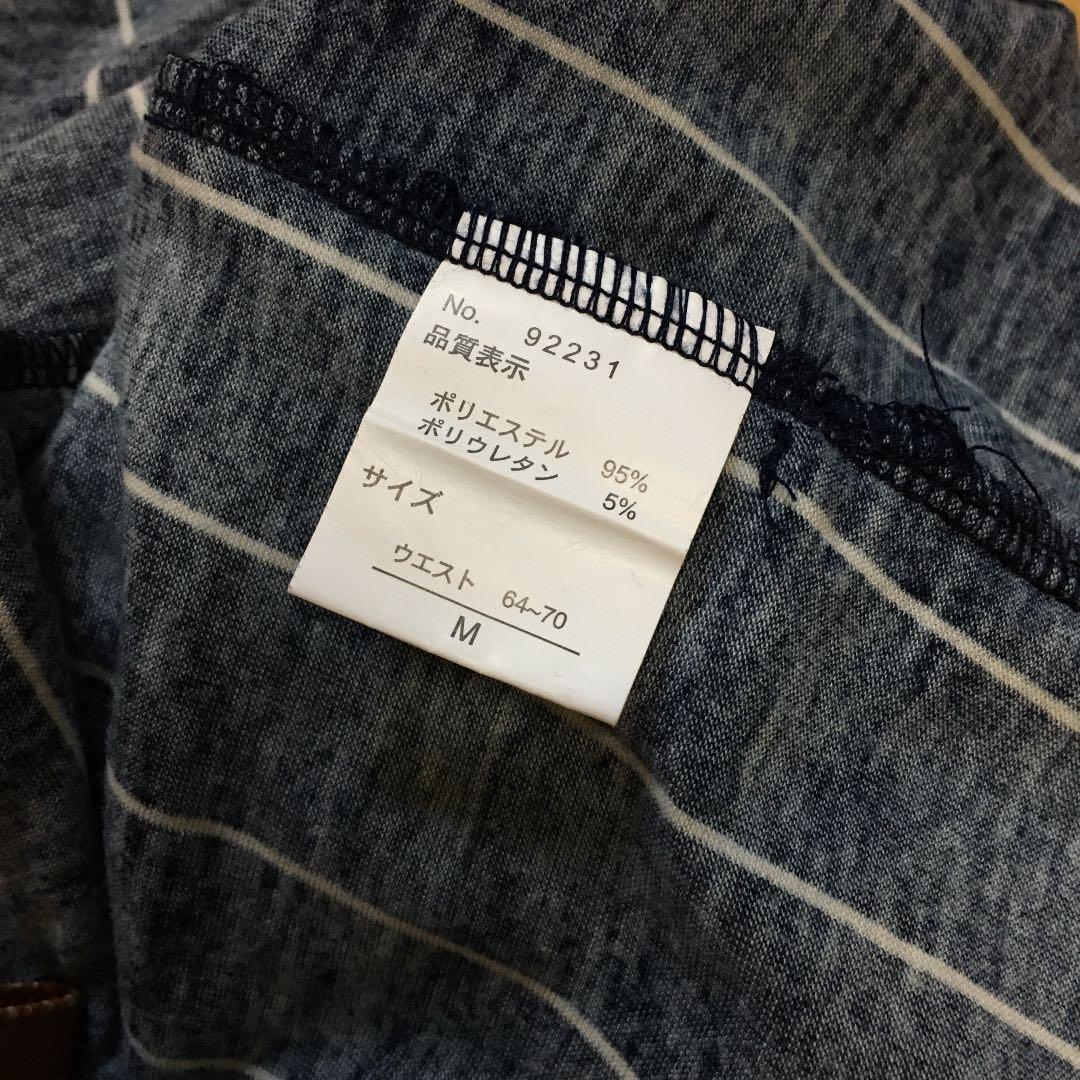 No. 92231
品質表示
ポリエステル 95%
ポリウレタン 5%
サイズ
ウエスト 64~70
M